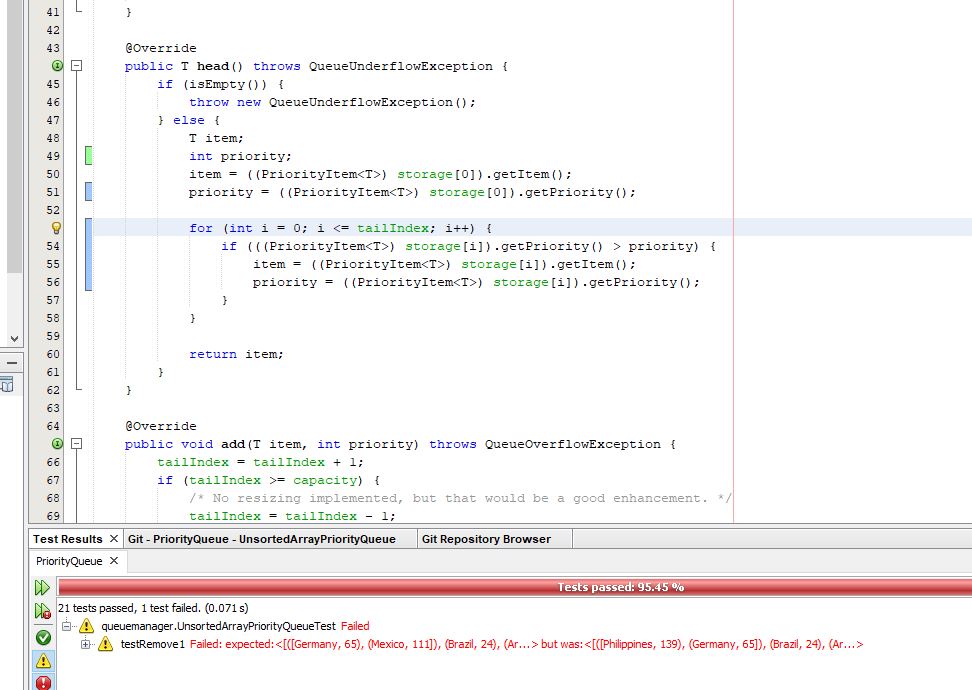 41 }
42
43 @Override
public T head() throws QueueUnderflowException {
45 if (isEmpty()) {
46 throw new QueueUnderflowException();
47 } else {
48 T item;
49 int priority;
50 item = ((PriorityItem<T>) storage[0]).getItem();
51 priority = ((PriorityItem<T>) storage[0]).getPriority();
52
for (int i = 0; i <= tailIndex; i++) {
54 if (((PriorityItem<T>) storage[i]).getPriority() > priority) {
55 item = ((PriorityItem<T>) storage[i]).getItem();
56 priority = ((PriorityItem<T>) storage[i]).getPriority();
57 }
58 }
59
60 return item;
61 }
62 }
63
64 @Override
public void add(T item, int priority) throws QueueOverflowException {
66 tailIndex = tailIndex + 1;
67 if (tailIndex >= capacity) {
68 /* No resizing implemented, but that would be a good enhancement. */
69 tailIndex = tailIndex - 1;
Test Results Git - PriorityQueue - UnsortedArrayPriorityQueue Git Repository Browser
PriorityQueue
Tests passed: 95.45 %
21 tests passed, 1 test failed. (0.071 s)
queuemanager.UnsortedArrayPriorityQueueTest Failed
testRemove1 Failed: expected:<[([Germany, 65), (Mexico, 111]), (Brazil, 24), (Ar...> but was:<[([Philippines, 139), (Germany, 65]), (Brazil, 24), (Ar...>